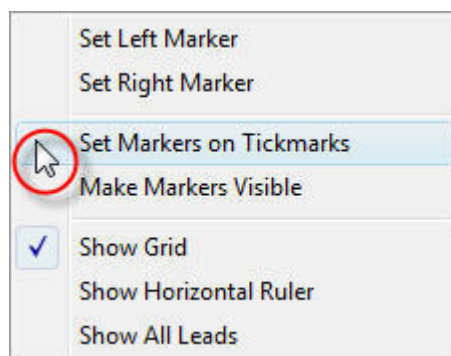 Set Left Marker
Set Right Marker
Set Markers on Tickmarks
Make Markers Visible
Show Grid
Show Horizontal Ruler
Show All Leads